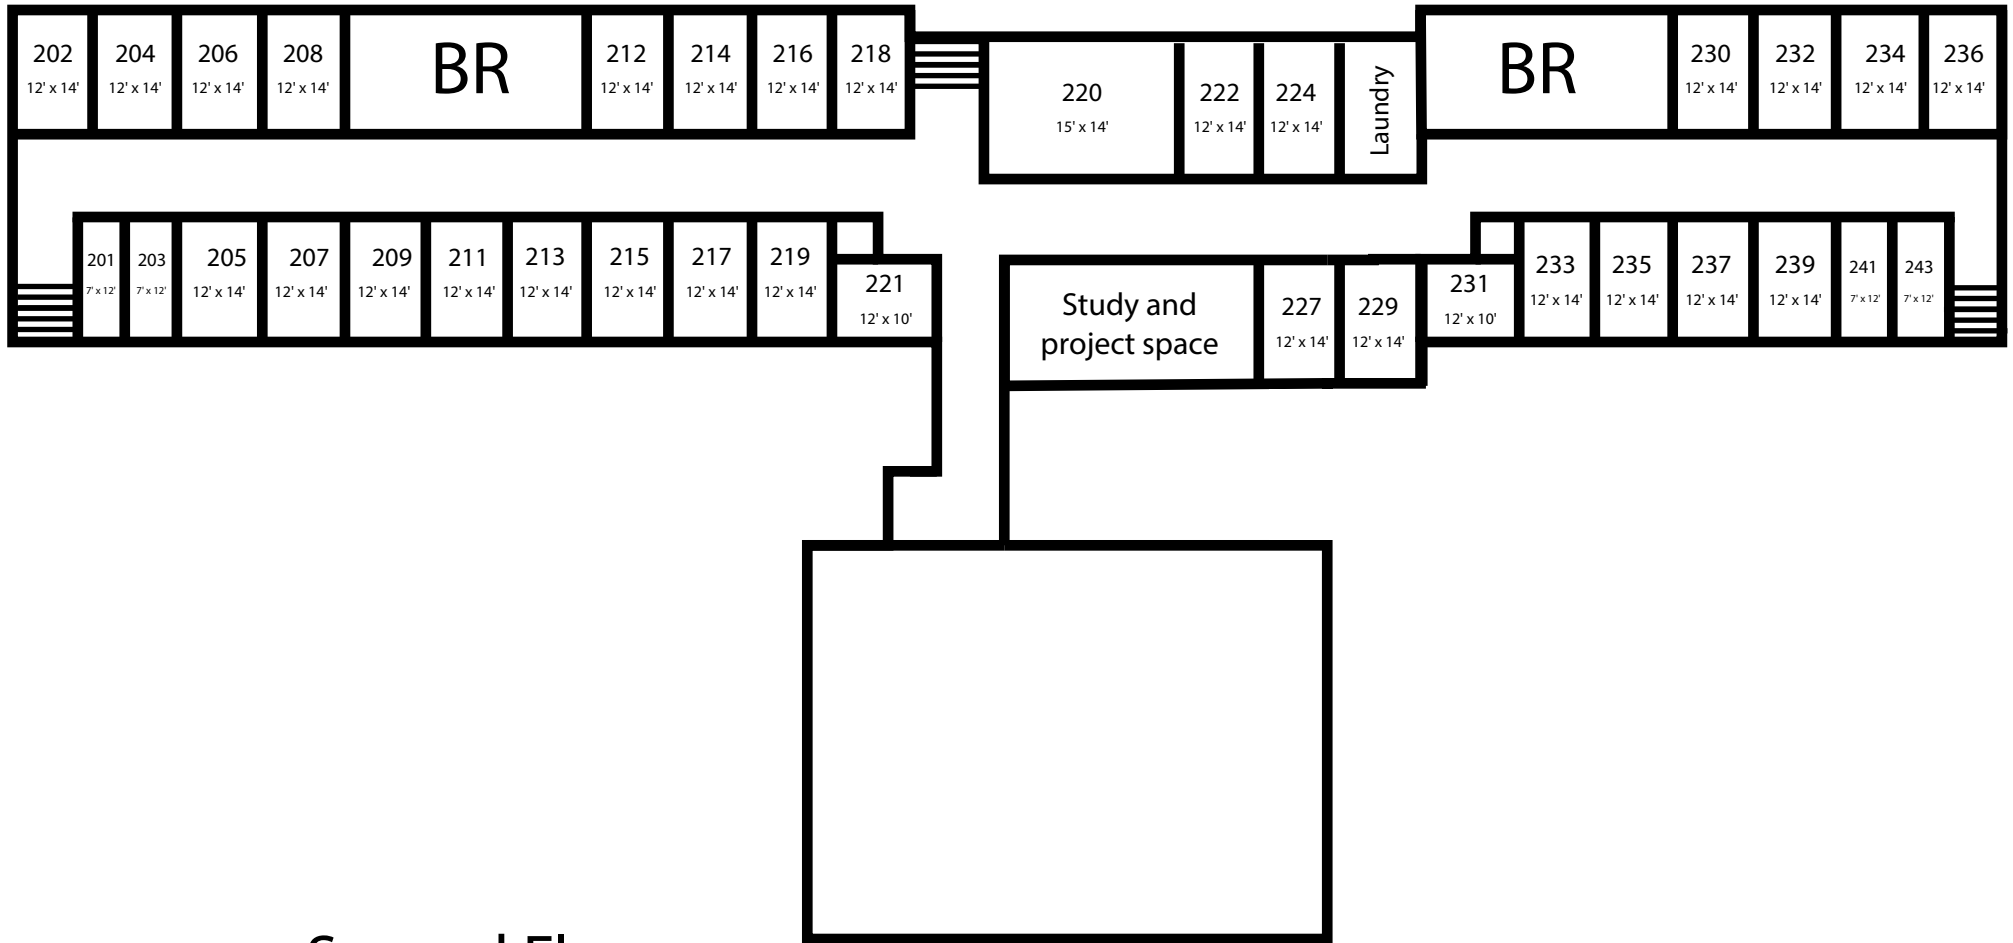 202
12' x 14'
204
12' x 14'
206
12' x 14'
208
12' x 14'
BR
212
12' x 14'
214
12' x 14'
216
12' x 14'
218
12' x 14'
220
15' x 14'
222
12' x 14'
224
12' x 14'
Laundry
BR
230
12' x 14'
232
12' x 14'
234
12' x 14'
236
12' x 14'
201
7' x 12'
203
7' x 12'
205
12' x 14'
207
12' x 14'
209
12' x 14'
211
12' x 14'
213
12' x 14'
215
12' x 14'
217
12' x 14'
219
12' x 14'
221
12' x 10'
Study and
project space
227
12' x 14'
229
12' x 14'
231
12' x 10'
233
12' x 14'
235
12' x 14'
237
12' x 14'
239
12' x 14'
241
7' x 12'
243
7' x 12'